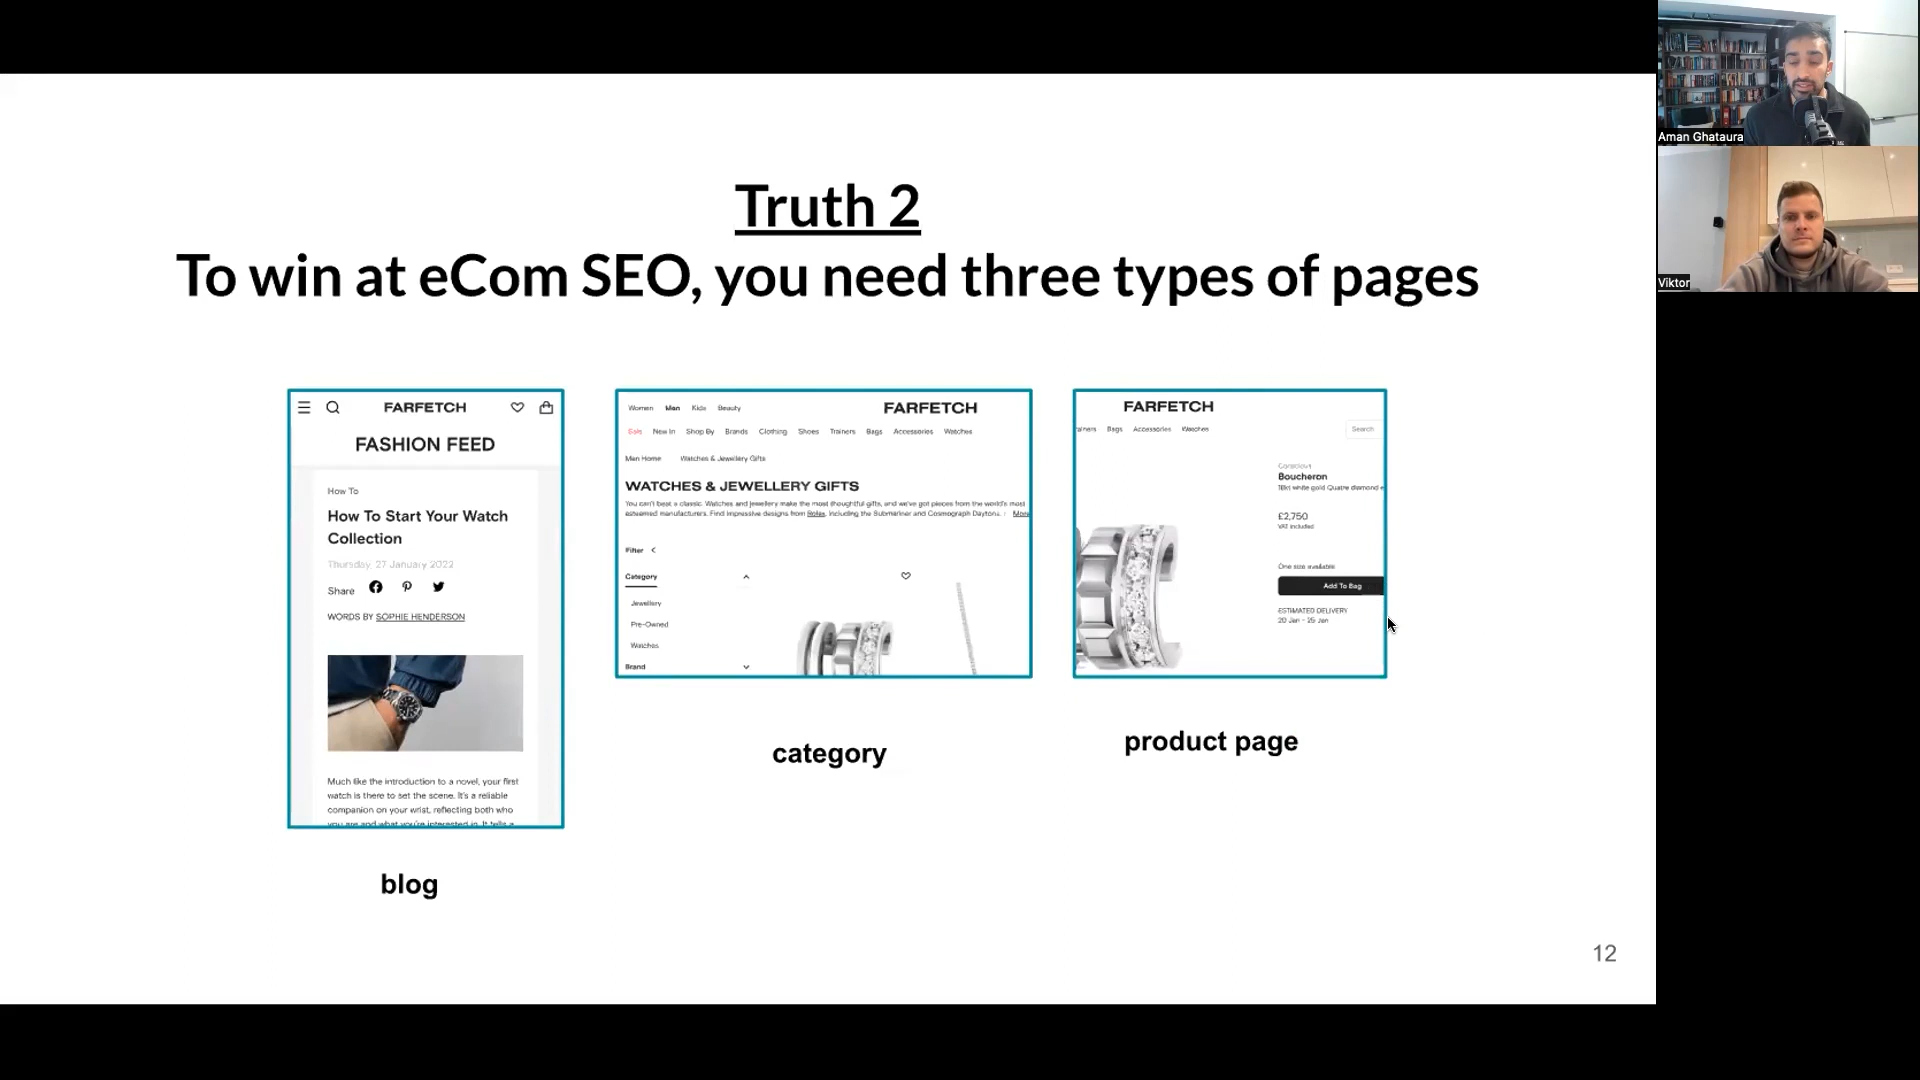 Truth 2
To win at eCom SEO, you need three types of pages
FARFETCH
FASHION FEED
How To
How To Start Your Watch
Collection
Thursday, 27 January 2022
Share
WORDS BY SOPHIE HENDERSON
Much like the introduction to a novel, your first
watch is there to set the scene. It's a reliable
companion on your wrist, reflecting both who
you are and what you're interested in. It tells a
blog
Women Man Kids Beauty
FARFETCH
Sale New In Shop By Brands Clothing Shoes Trainers Bags Accessories Watches
Man Home Watches & Jewellery Gifts
WATCHES & JEWELLERY GIFTS
You can't beat a classic. Watches and jewellery make the most thoughtful gifts, and we've got pieces from the world's most
esteemed manufacturers. Find impressive designs from Rolex, including the Submariner and Cosmograph Daytona. More
Filter
Category
Jewellery
Pre-Owned
Watches
Brand
category
FARFETCH
Bags Accessories Watches
Search
Boucheron
18kt white gold Quatre diamond
£2,750
VAT included
One size available
Add To Bag
ESTIMATED DELIVERY
20 Jan - 25 Jan
product page
12
Aman Ghataura
Viktor